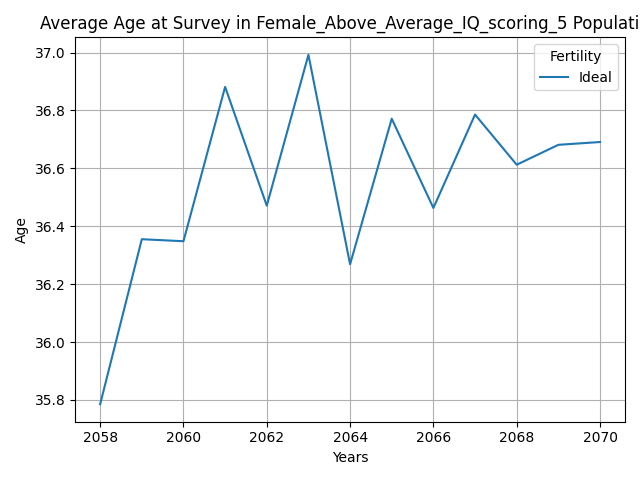 Average Age at Survey in Female_Above_Average_IQ_scoring_5 Populati
37.0
36.8
36.6
36.4
36.2
36.0
35.8
Age
Fertility
Ideal
2058 2060 2062 2064 2066 2068 2070
Years